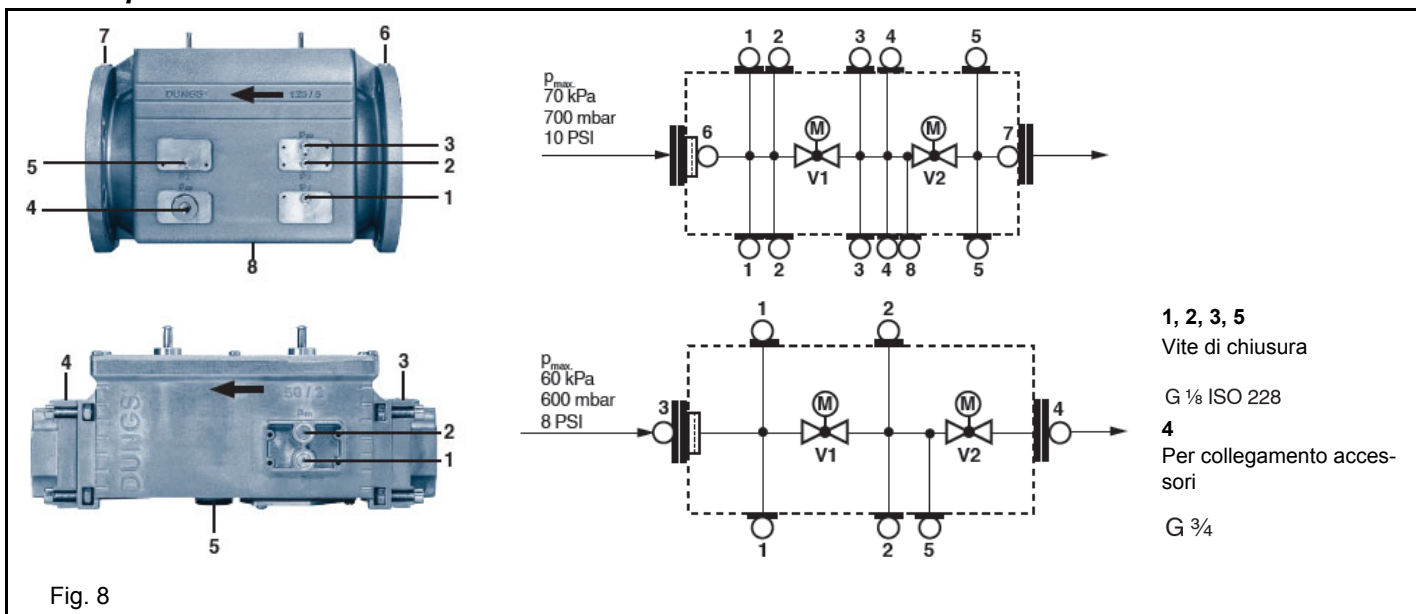 7
6
DUNGS
125 / 5
5
3
2
4
1
8
1 2 3 4 5
pmax.
70 kPa
700 mbar
10 PSI
6
M
M
7
V1
V2
1 2 3 4 8 5
4
3
50 / 2
DUNGS
2
1
5
1 2
pmax.
60 kPa
600 mbar
8 PSI
3
M
M
4
V1
V2
1 2 5
1, 2, 3, 5
Vite di chiusura
G ⅛ ISO 228
4
Per collegamento acces-
sori
G ¾
Fig. 8